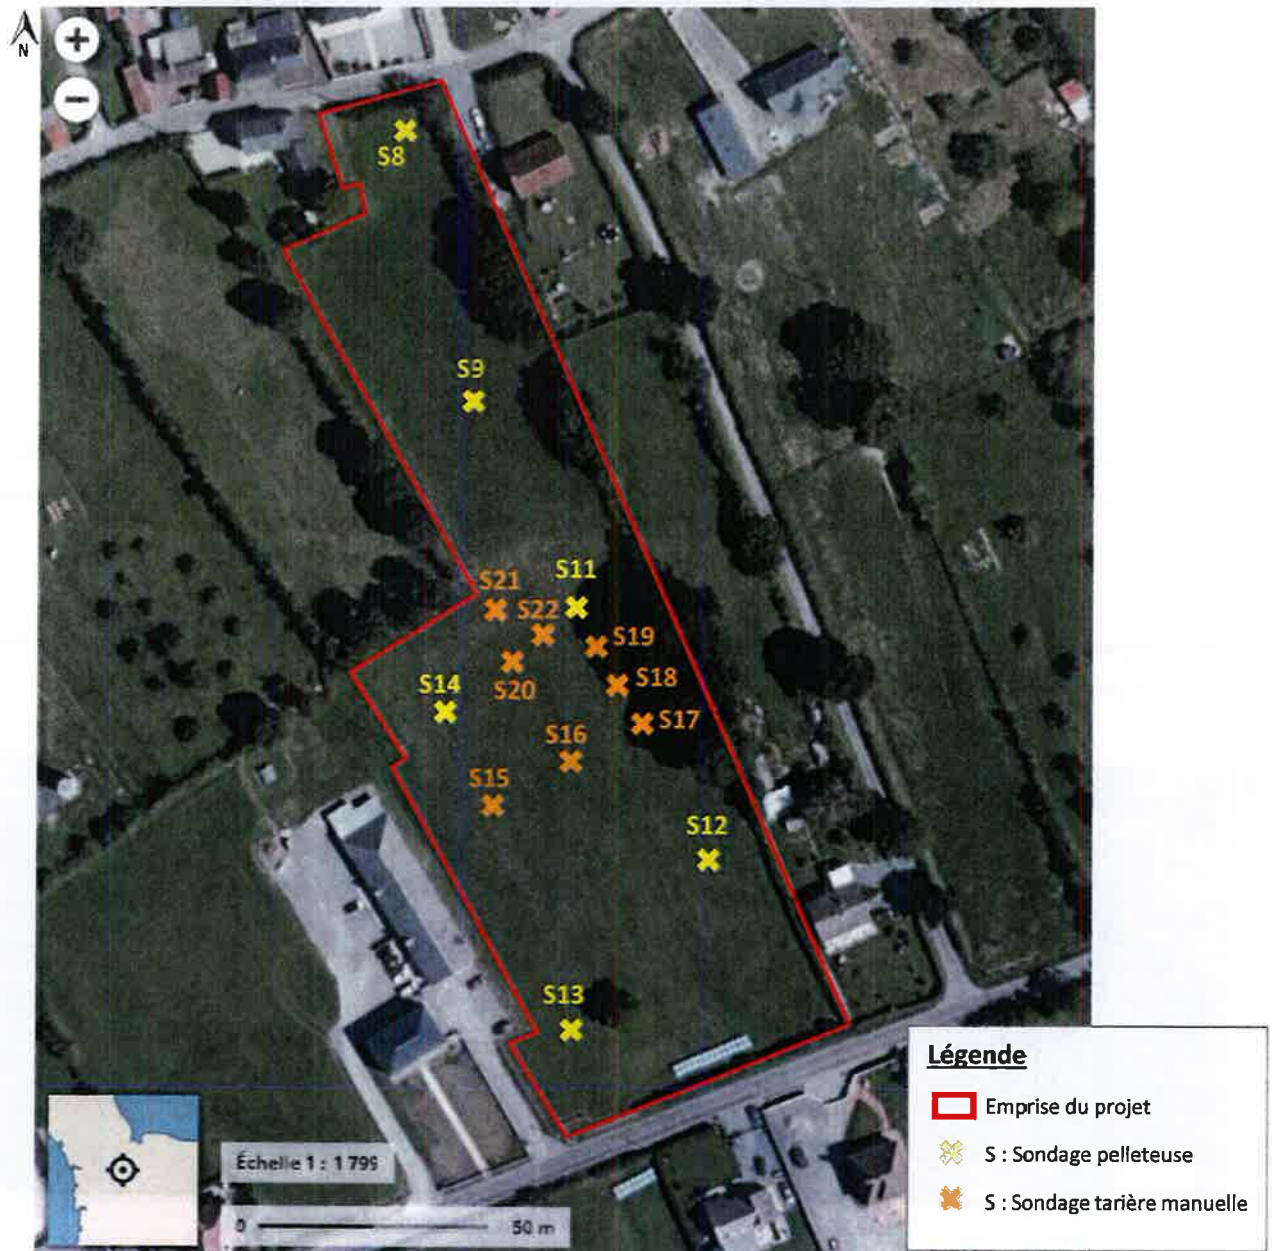 N
+
−
S8
S9
S11
S21
S22
S19
S18
S20
S14
S17
S16
S15
S12
S13
Légende
Emprise du projet
S : Sondage pelleteuse
S : Sondage tarière manuelle
Échelle 1 : 1 799
0 50 m